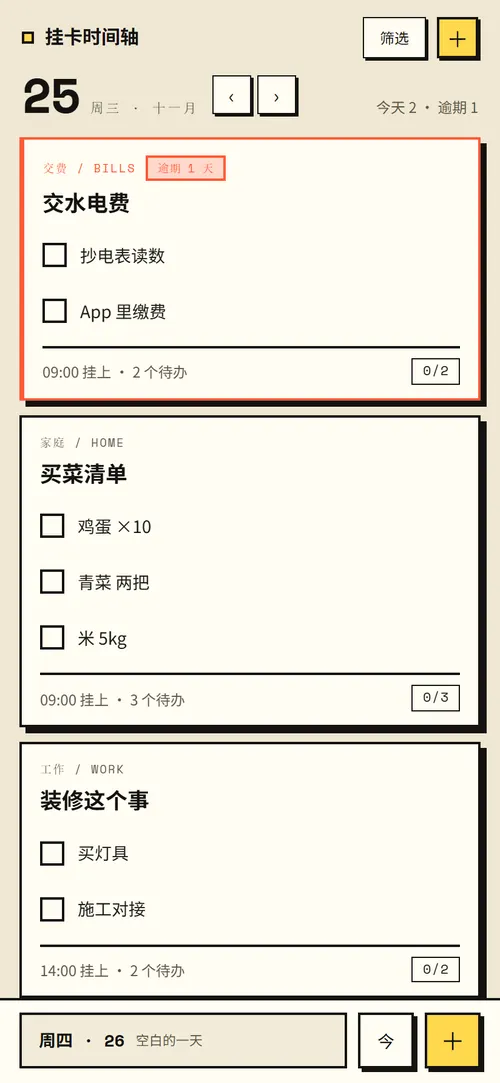 挂卡时间轴
筛选
+
25 周三 · 十一月 ‹ ›
今天 2 · 逾期 1
交费 / BILLS 逾期 1 天
交水电费
抄电表读数
App 里缴费
09:00 挂上 · 2 个待办 0/2
家庭 / HOME
买菜清单
鸡蛋 ×10
青菜 两把
米 5kg
09:00 挂上 · 3 个待办 0/3
工作 / WORK
装修这个事
买灯具
施工对接
14:00 挂上 · 2 个待办 0/2
周四 · 26 空白的一天
今
+